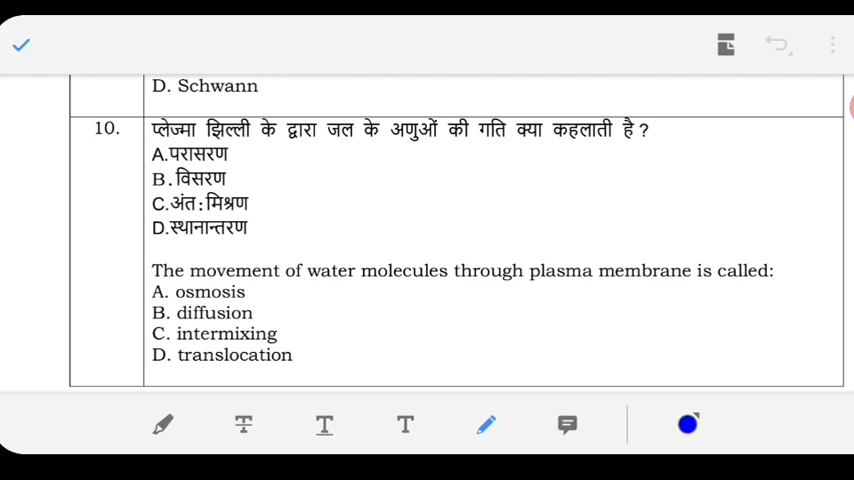 D. Schwann
10. प्लेज्मा झिल्ली के द्वारा जल के अणुओं की गति क्या कहलाती है ?
A.परासरण
B.विसरण
C.अंत:मिश्रण
D.स्थानान्तरण
The movement of water molecules through plasma membrane is called:
A. osmosis
B. diffusion
C. intermixing
D. translocation